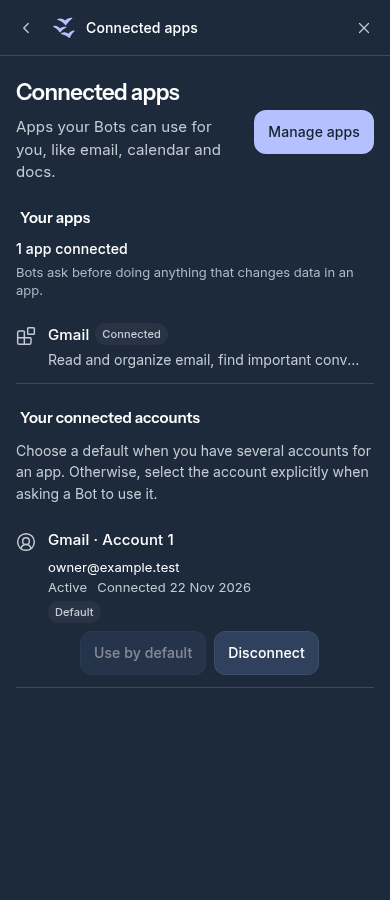 Connected apps
Connected apps
Apps your Bots can use for
you, like email, calendar and
docs.
Manage apps
Your apps
1 app connected
Bots ask before doing anything that changes data in an
app.
Gmail Connected
Read and organize email, find important conv…
Your connected accounts
Choose a default when you have several accounts for
an app. Otherwise, select the account explicitly when
asking a Bot to use it.
Gmail · Account 1
owner@example.test
Active Connected 22 Nov 2026
Default
Use by default Disconnect